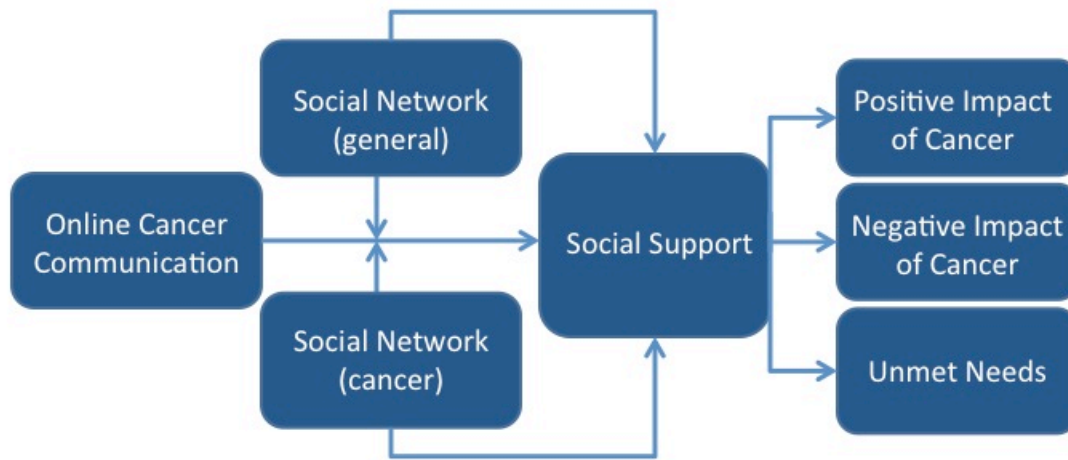 Social Network
(general)
Online Cancer
Communication
Social Network
(cancer)
Social Support
Positive Impact
of Cancer
Negative Impact
of Cancer
Unmet Needs